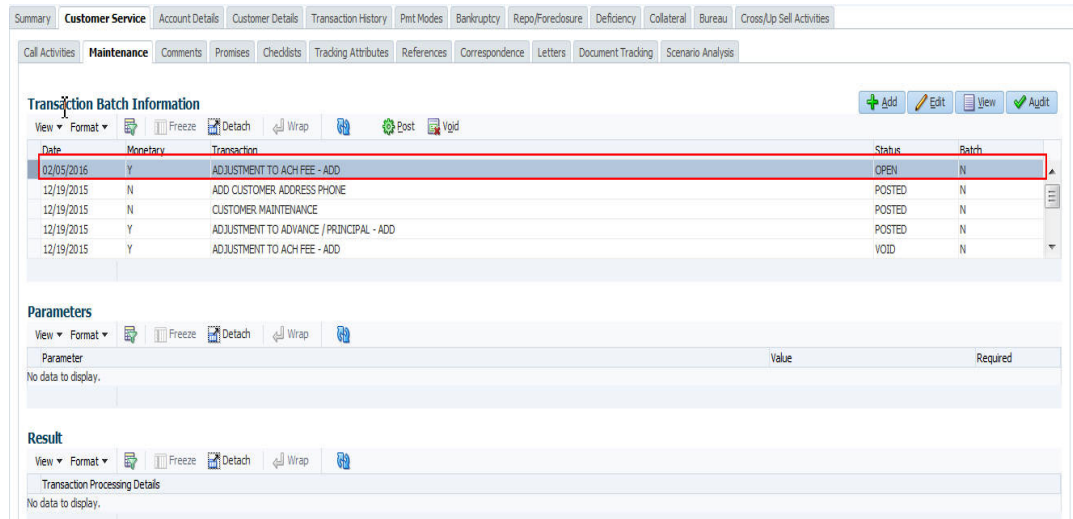 Summary Customer Service Account Details Customer Details Transaction History Pmt Modes Bankruptcy Repo/Foreclosure Deficiency Collateral Bureau Cross/Up Sell Activities
Call Activities Maintenance Comments Promises Checklists Tracking Attributes References Correspondence Letters Document Tracking Scenario Analysis
Transaction Batch Information Add Edit View Audit
View Format Freeze Detach Wrap Post Void
Date Monetary Transaction Status Batch
02/05/2016 Y ADJUSTMENT TO ACH FEE - ADD OPEN N
12/19/2015 N ADD CUSTOMER ADDRESS PHONE POSTED N
12/19/2015 N CUSTOMER MAINTENANCE POSTED N
12/19/2015 Y ADJUSTMENT TO ADVANCE / PRINCIPAL - ADD POSTED N
12/19/2015 Y ADJUSTMENT TO ACH FEE - ADD VOID N
Parameters
View Format Freeze Detach Wrap
Parameter Value Required
No data to display.
Result
View Format Freeze Detach Wrap
Transaction Processing Details
No data to display.